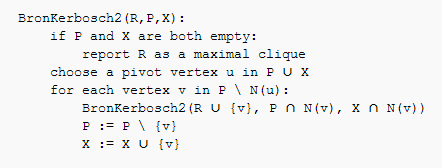 BronKerbosch2(R,P,X):
if P and X are both empty:
report R as a maximal clique
choose a pivot vertex u in P ⋃ X
for each vertex v in P \ N(u):
BronKerbosch2(R ⋃ {v}, P ⋂ N(v), X ⋂ N(v))
P := P \ {v}
X := X ⋃ {v}